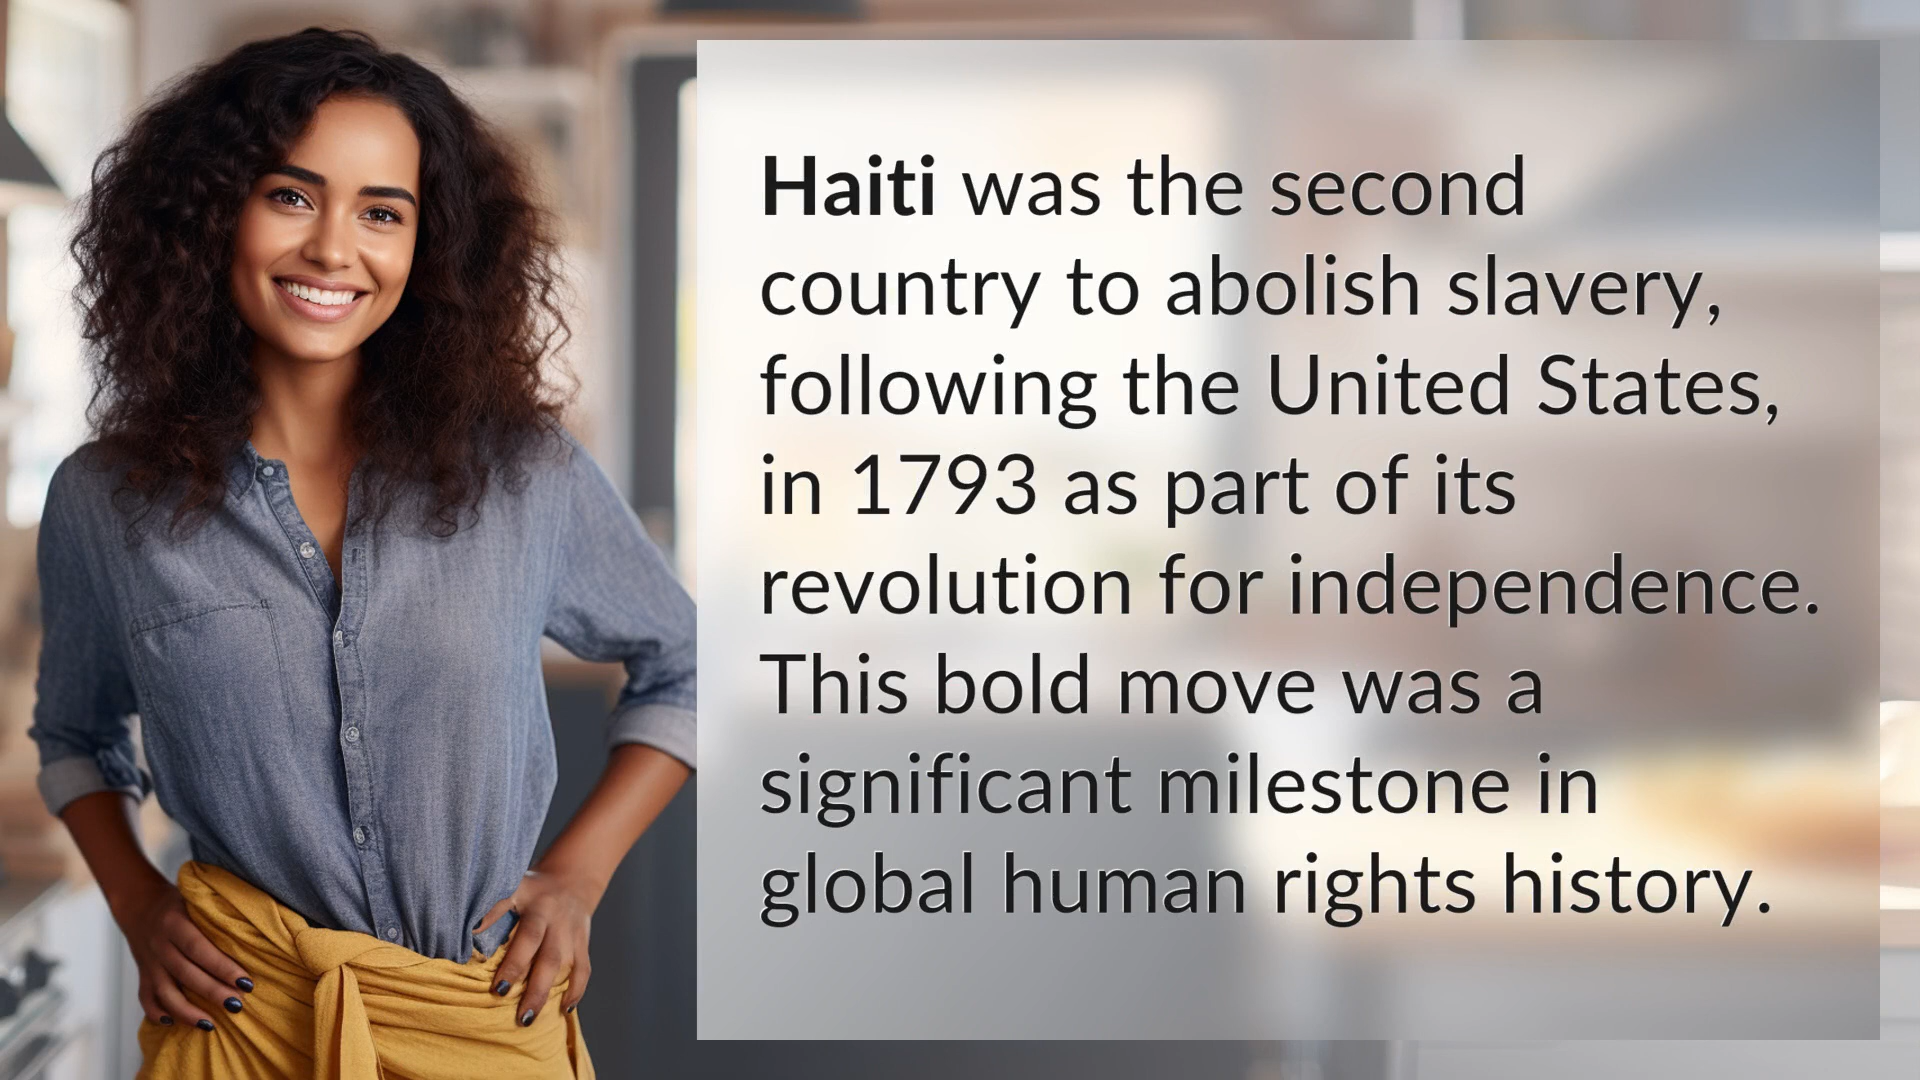 Haiti was the second
country to abolish slavery,
following the United States,
in 1793 as part of its
revolution for independence.
This bold move was a
significant milestone in
global human rights history.